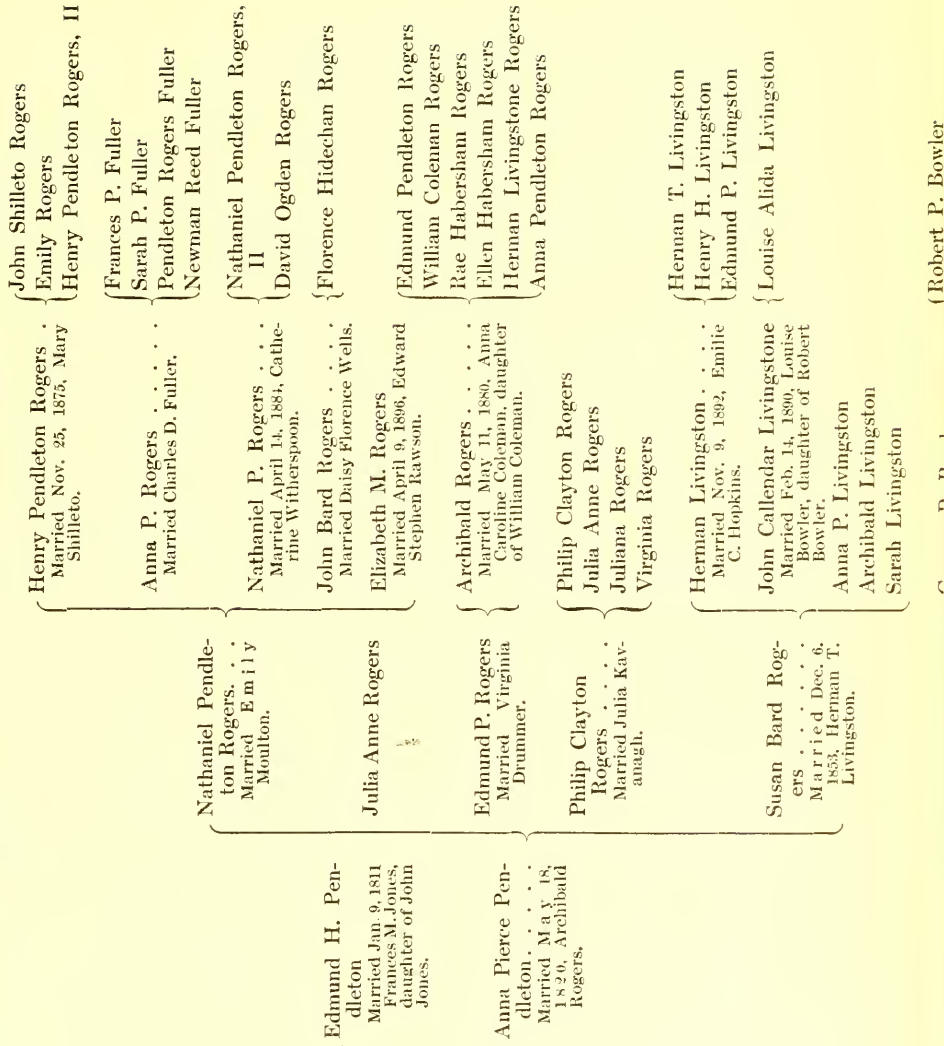 Edmund H. Pen-
dleton
Married Jan. 9, 1811
Frances M. Jones,
daughter of John
Jones.
Anna Pierce Pen-
dleton . . . . .
Married May 18,
1820, Archibald
Rogers.
Nathaniel Pendle-
ton Rogers. . .
Married Emily
Moulton.
Julia Anne Rogers
Edmund P. Rogers
Married Virginia
Drummer.
Philip Clayton
Rogers . . . .
Married Julia Kav-
anagh.
Susan Bard Rog-
ers . . . . . .
Married Dec. 6,
1853, Herman T.
Livingston.
Henry Pendleton Rogers .
Married Nov. 25, 1875, Mary
Shilleto.
Anna P. Rogers . . . .
Married Charles D. Fuller.
Nathaniel P. Rogers . . .
Married April 14, 1884, Cathe-
rine Witherspoon.
John Bard Rogers . . . .
Married Daisy Florence Wells.
Elizabeth M. Rogers
Married April 9, 1896, Edward
Stephen Rawson.
Archibald Rogers . . . . .
Married May 11, 1880, Anna
Caroline Coleman, daughter
of William Coleman.
Philip Clayton Rogers
Julia Anne Rogers
Juliana Rogers
Virginia Rogers
Herman Livingston . . . .
Married Nov. 9, 1892, Emilie
C. Hopkins.
John Callendar Livingstone
Married Feb. 14, 1890, Louise
Bowler, daughter of Robert
Bowler.
Anna P. Livingston
Archibald Livingston
Sarah Livingston
John Shilleto Rogers
Emily Rogers
Henry Pendleton Rogers, II
Frances P. Fuller
Sarah P. Fuller
Pendleton Rogers Fuller
Newman Reed Fuller
Nathaniel Pendleton Rogers,
II
David Ogden Rogers
Florence Hidechan Rogers
Edmund Pendleton Rogers
William Coleman Rogers
Rae Habersham Rogers
Ellen Habersham Rogers
Herman Livingstone Rogers
Anna Pendleton Rogers
Herman T. Livingston
Henry H. Livingston
Edmund P. Livingston
Louise Alida Livingston
Robert P. Bowler